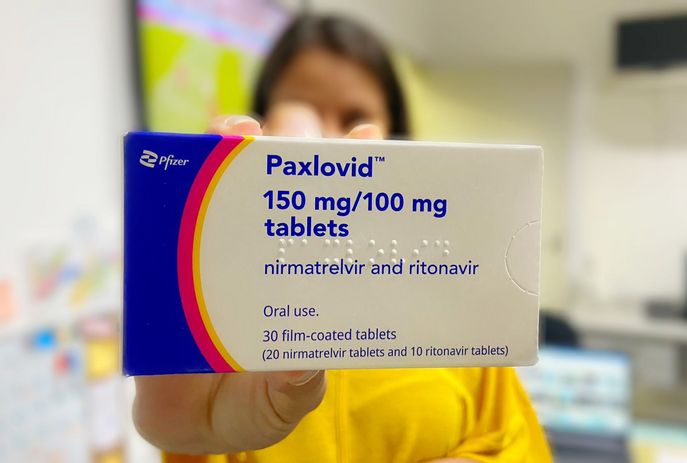 Pfizer
Paxlovid™
150 mg/100 mg
tablets
nirmatrelvir and ritonavir
Oral use.
30 film-coated tablets
(20 nirmatrelvir tablets and 10 ritonavir tablets)